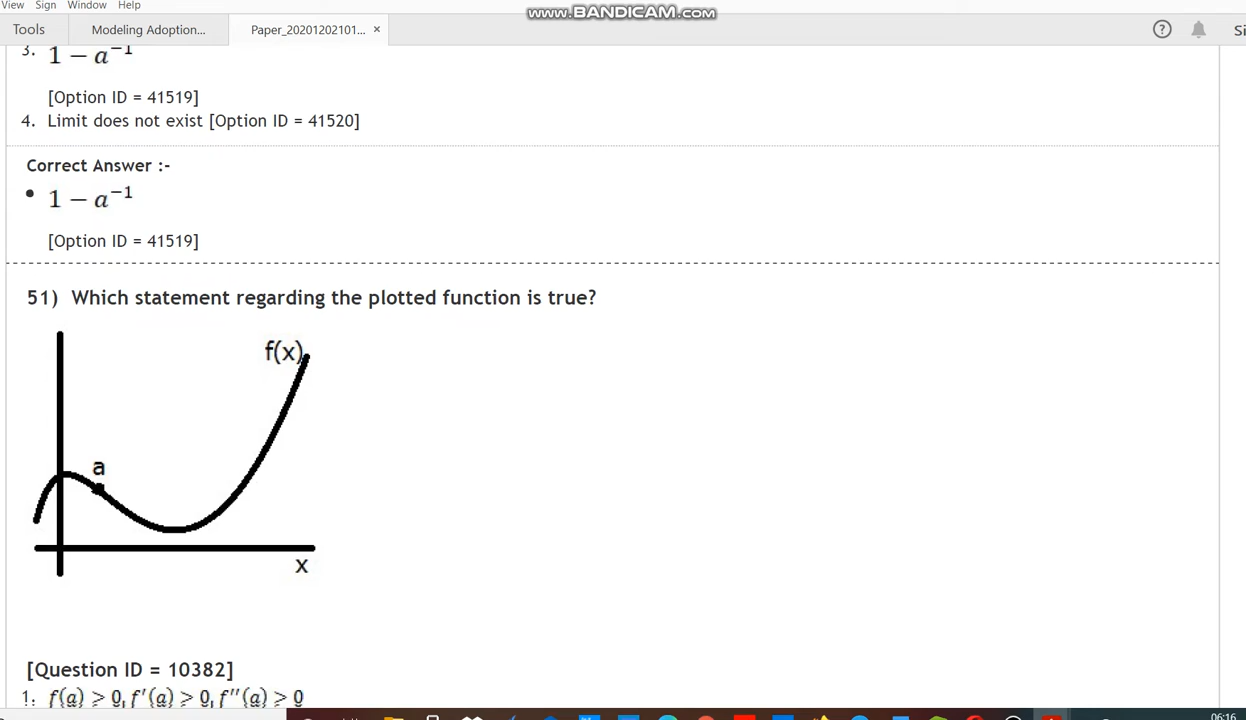 View Sign Window Help
www.BANDICAM.com
Tools Modeling Adoption... Paper_20201202101... ×
3. 1 − a⁻¹
[Option ID = 41519]
4. Limit does not exist [Option ID = 41520]
Correct Answer :-
• 1 − a⁻¹
[Option ID = 41519]
51) Which statement regarding the plotted function is true?
f(x)
a
x
[Question ID = 10382]
1. f(a) > 0, f′(a) > 0, f″(a) > 0
06:16